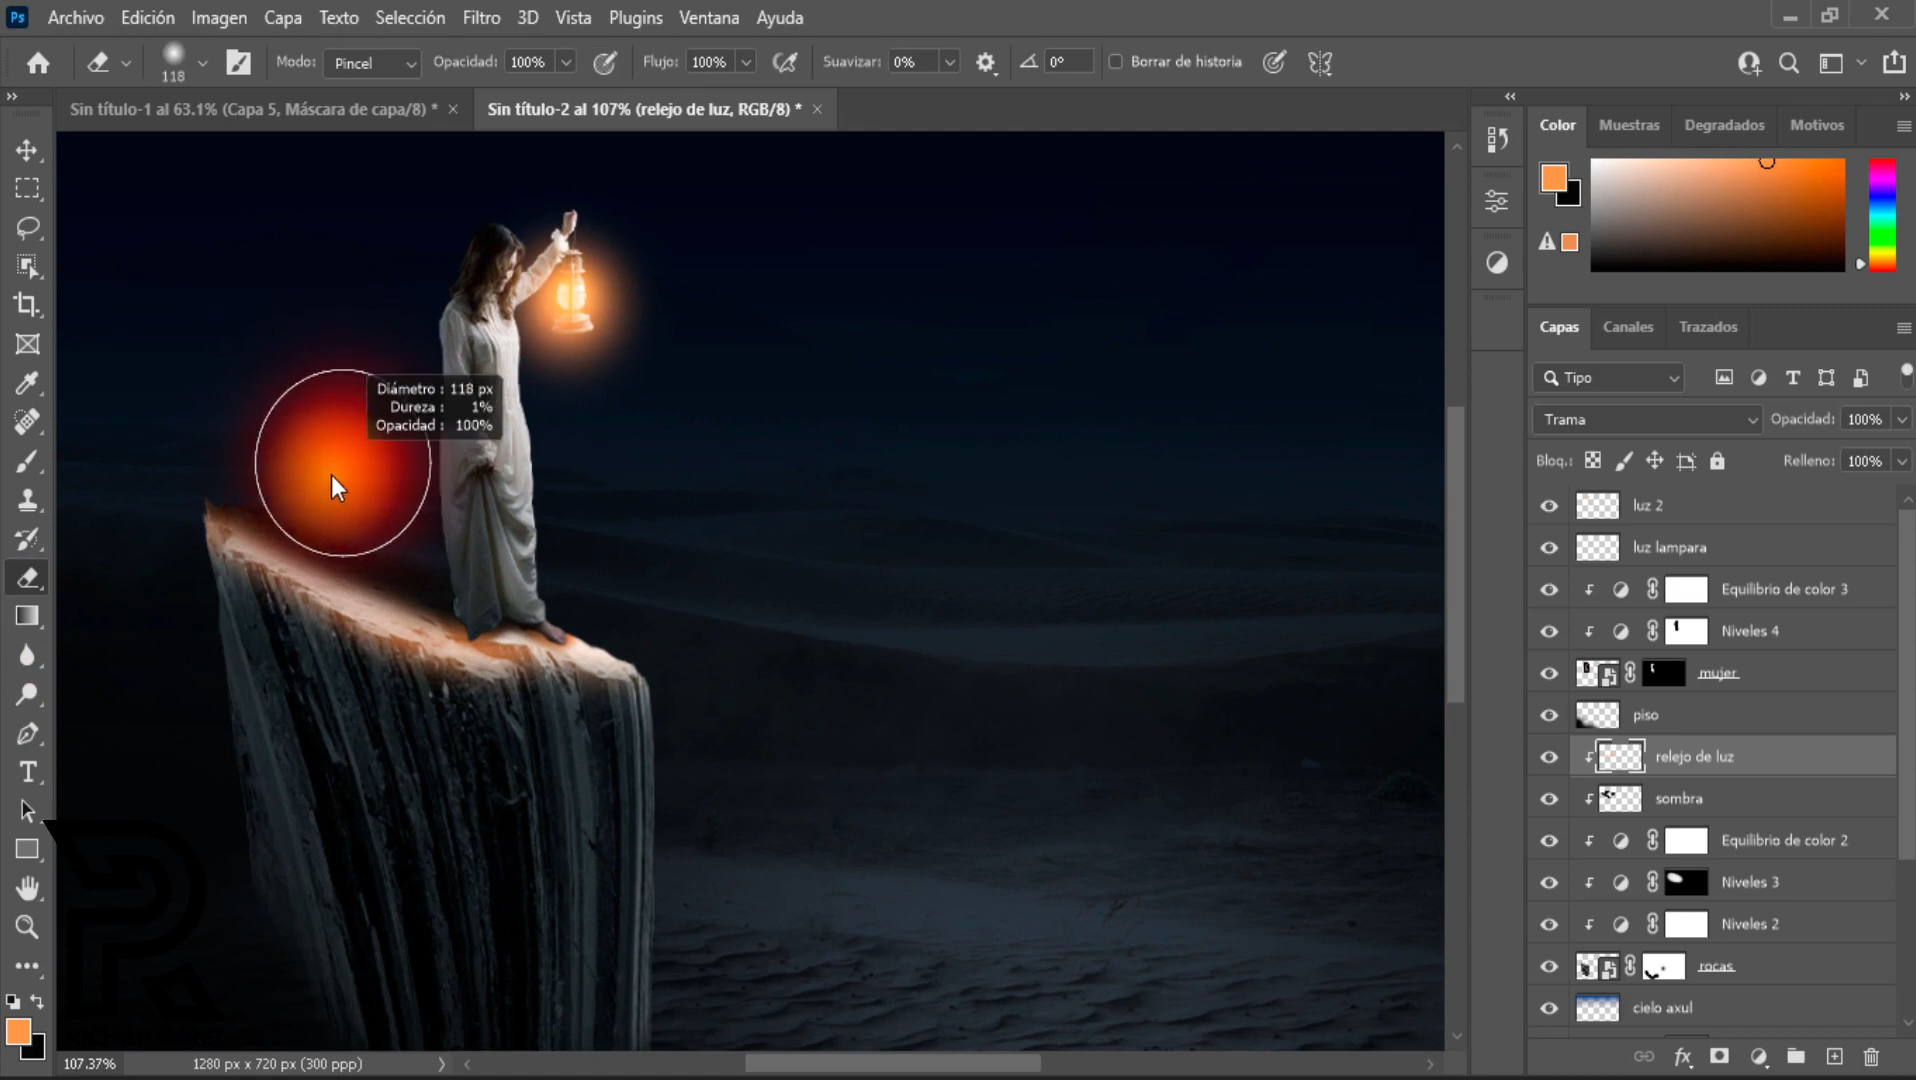 Ps Archivo Edición Imagen Capa Texto Selección Filtro 3D Vista Plugins Ventana Ayuda
118 Modo: Pincel Opacidad: 100% Flujo: 100% Suavizar: 0% 0° Borrar de historia
Sin título-1 al 63.1% (Capa 5, Máscara de capa/8) * Sin título-2 al 107% (relejo de luz, RGB/8) *
Color Muestras Degradados Motivos
Diámetro : 118 px
Dureza : 1%
Opacidad : 100%
Capas Canales Trazados
Tipo
Trama Opacidad: 100%
Bloq.: Relleno: 100%
luz 2
luz lampara
Equilibrio de color 3
Niveles 4
mujer
piso
relejo de luz
sombra
Equilibrio de color 2
Niveles 3
Niveles 2
rocas
cielo axul
107.37% 1280 px x 720 px (300 ppp)